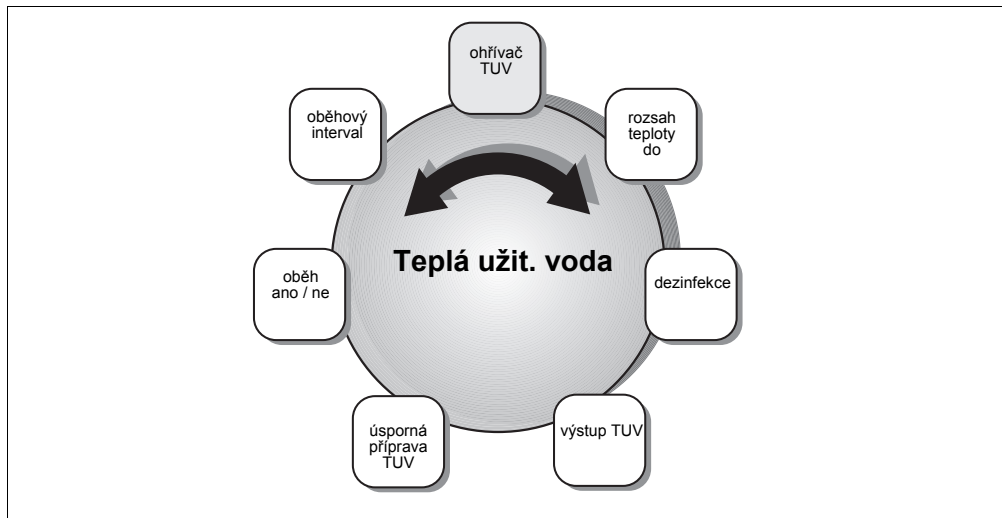 ohřívač
TUV
rozsah
teploty
do
dezinfekce
výstup TUV
úsporná
příprava
TUV
oběh
ano / ne
oběhový
interval
Teplá užit. voda